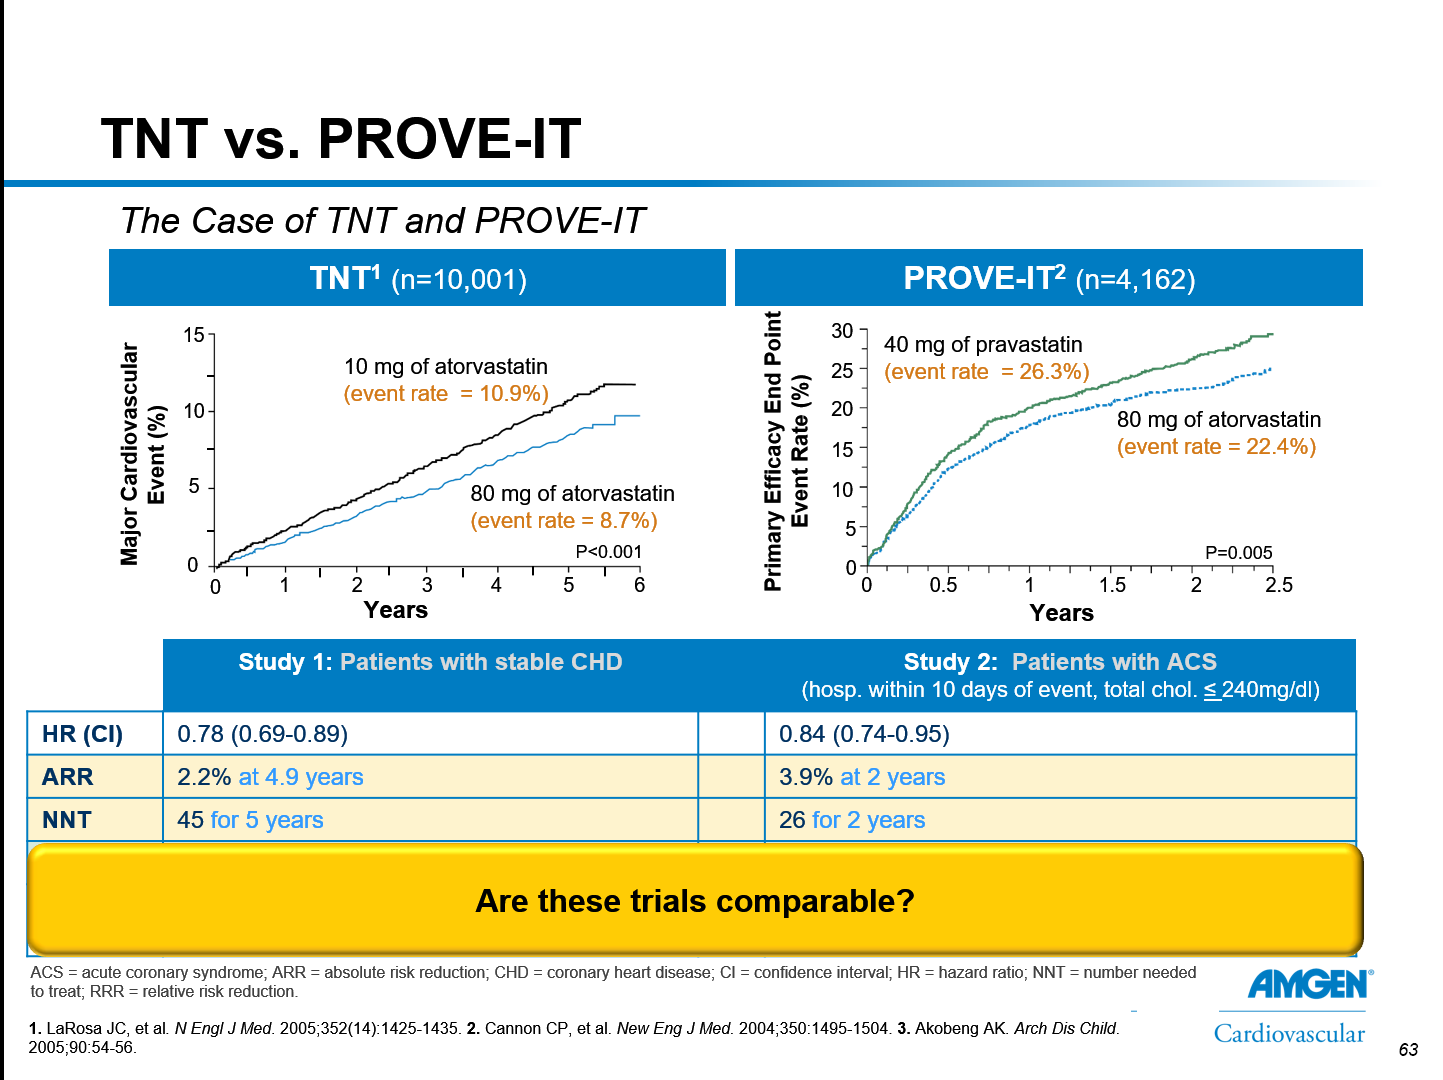 TNT vs. PROVE-IT
The Case of TNT and PROVE-IT
TNT1 (n=10,001)
Major Cardiovascular
Event (%)
15
10
5
0
10 mg of atorvastatin
(event rate = 10.9%)
80 mg of atorvastatin
(event rate = 8.7%)
P<0.001
0 1 2 3 4 5 6
Years
PROVE-IT2 (n=4,162)
Primary Efficacy End Point
Event Rate (%)
30
25
20
15
10
5
0
40 mg of pravastatin
(event rate = 26.3%)
80 mg of atorvastatin
(event rate = 22.4%)
P=0.005
0 0.5 1 1.5 2 2.5
Years
Study 1: Patients with stable CHD
Study 2: Patients with ACS
(hosp. within 10 days of event, total chol. ≤ 240mg/dl)
HR (CI) 0.78 (0.69-0.89) 0.84 (0.74-0.95)
ARR 2.2% at 4.9 years 3.9% at 2 years
NNT 45 for 5 years 26 for 2 years
Are these trials comparable?
ACS = acute coronary syndrome; ARR = absolute risk reduction; CHD = coronary heart disease; CI = confidence interval; HR = hazard ratio; NNT = number needed
to treat; RRR = relative risk reduction.
1. LaRosa JC, et al. N Engl J Med. 2005;352(14):1425-1435. 2. Cannon CP, et al. New Eng J Med. 2004;350:1495-1504. 3. Akobeng AK. Arch Dis Child.
2005;90:54-56.
AMGEN®
Cardiovascular
63